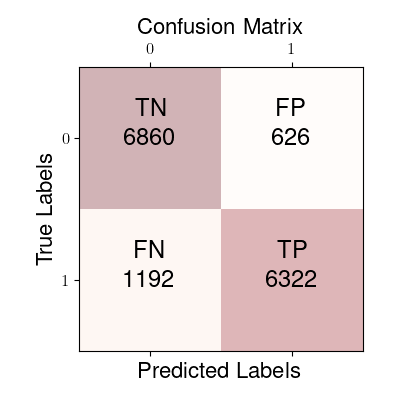 Confusion Matrix
0 1
TN FP
0 6860 626
FN TP
1 1192 6322
True Labels
Predicted Labels